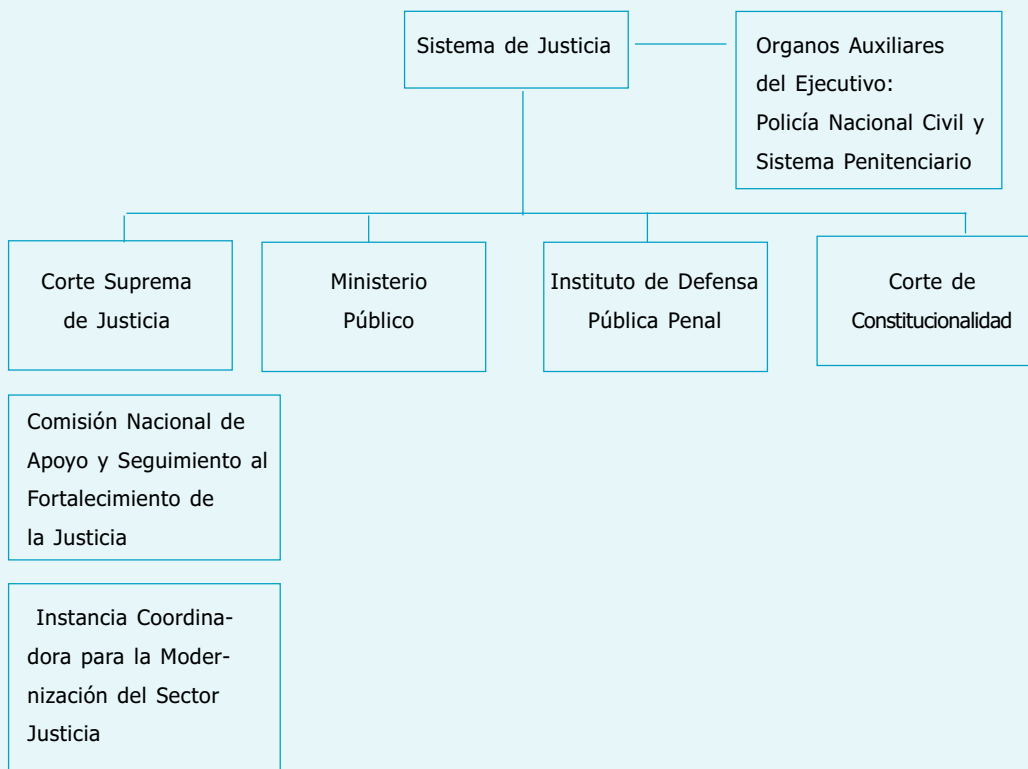 Sistema de Justicia
Organos Auxiliares
del Ejecutivo:
Policía Nacional Civil y
Sistema Penitenciario
Corte Suprema
de Justicia
Ministerio
Público
Instituto de Defensa
Pública Penal
Corte de
Constitucionalidad
Comisión Nacional de
Apoyo y Seguimiento al
Fortalecimiento de
la Justicia
Instancia Coordina-
dora para la Moder-
nización del Sector
Justicia